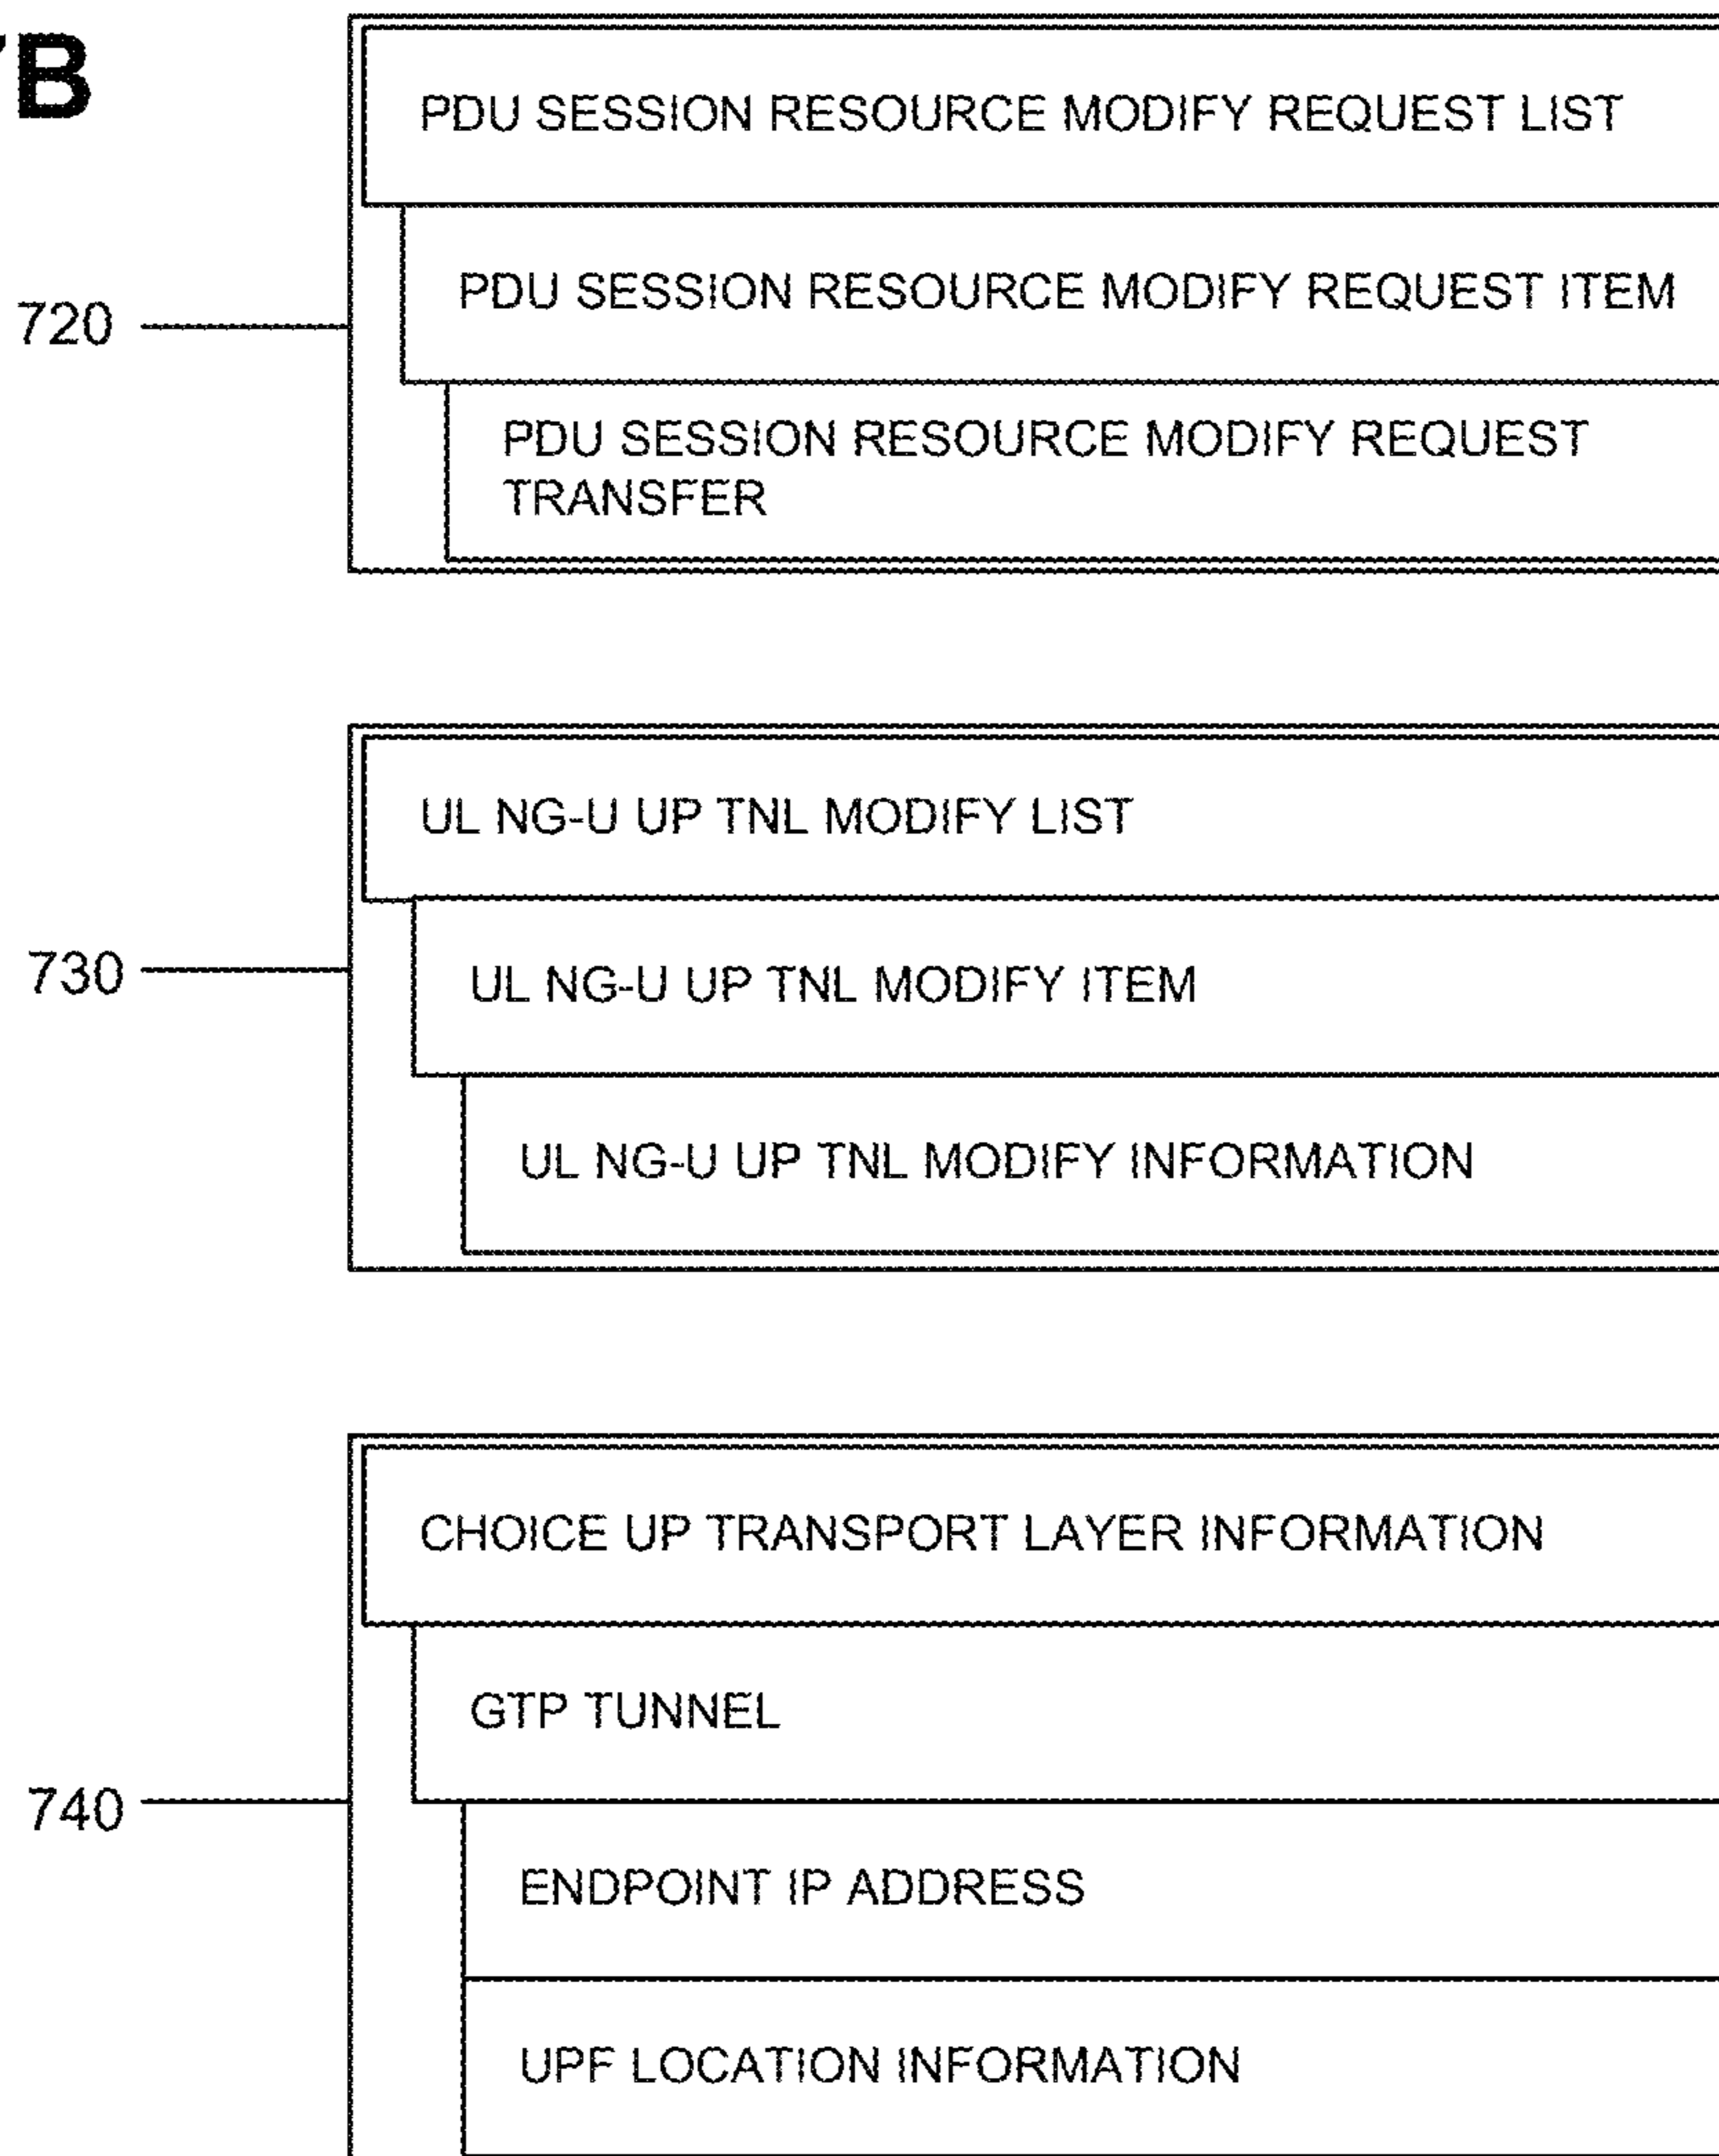 7B
PDU SESSION RESOURCE MODIFY REQUEST LIST
PDU SESSION RESOURCE MODIFY REQUEST ITEM
720
PDU SESSION RESOURCE MODIFY REQUEST
TRANSFER
UL NG-U UP TNL MODIFY LIST
730
UL NG-U UP TNL MODIFY ITEM
UL NG-U UP TNL MODIFY INFORMATION
CHOICE UP TRANSPORT LAYER INFORMATION
GTP TUNNEL
740
ENDPOINT IP ADDRESS
UPF LOCATION INFORMATION